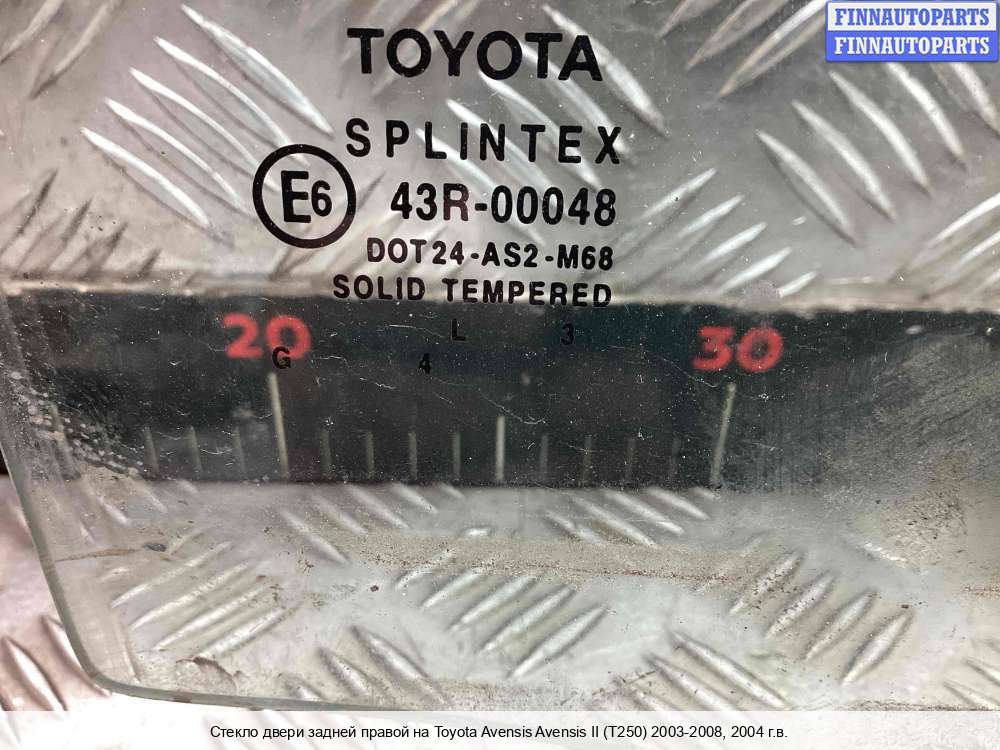 FINNAUTOPARTS
FINNAUTOPARTS
TOYOTA
SPLINTEX
E6 43R-00048
DOT24-AS2-M68
SOLID TEMPERED
L 3
20 30
G 4
Стекло двери задней правой на Toyota Avensis Avensis II (T250) 2003-2008, 2004 г.в.